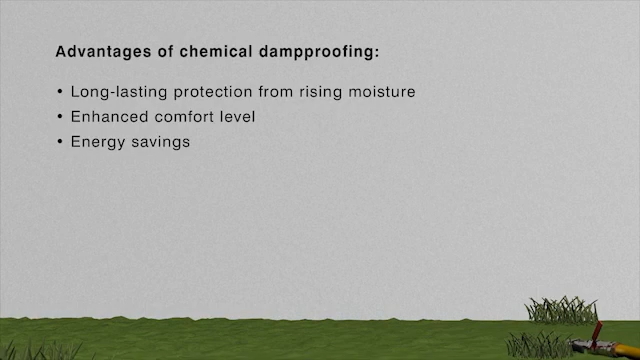 Advantages of chemical dampproofing:
• Long-lasting protection from rising moisture
• Enhanced comfort level
• Energy savings